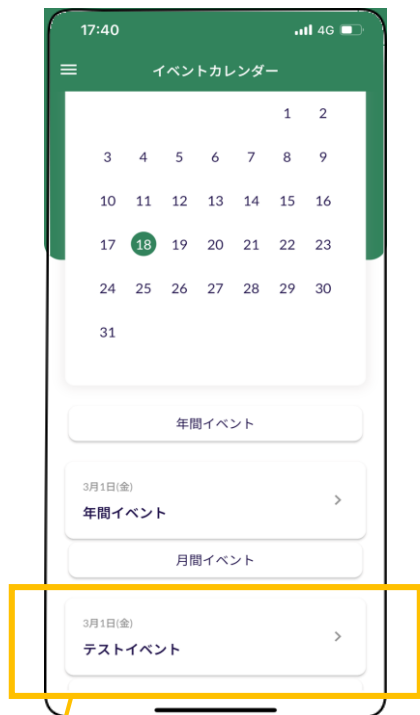 17:40 4G
イベントカレンダー
1 2
3 4 5 6 7 8 9
10 11 12 13 14 15 16
17 18 19 20 21 22 23
24 25 26 27 28 29 30
31
年間イベント
3月1日(金)
年間イベント
月間イベント
3月1日(金)
テストイベント